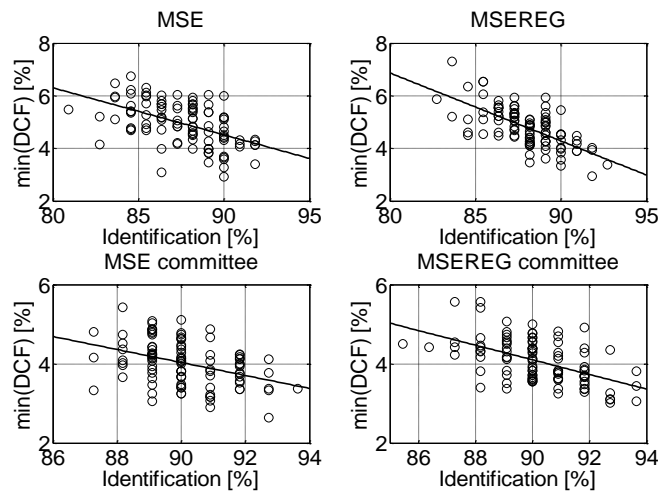 MSE
min(DCF) [%]
8
6
4
2
80 85 90 95
Identification [%]
MSEREG
min(DCF) [%]
8
6
4
2
80 85 90 95
Identification [%]
MSE committee
min(DCF) [%]
6
4
2
86 88 90 92 94
Identification [%]
MSEREG committee
min(DCF) [%]
6
4
2
86 88 90 92 94
Identification [%]